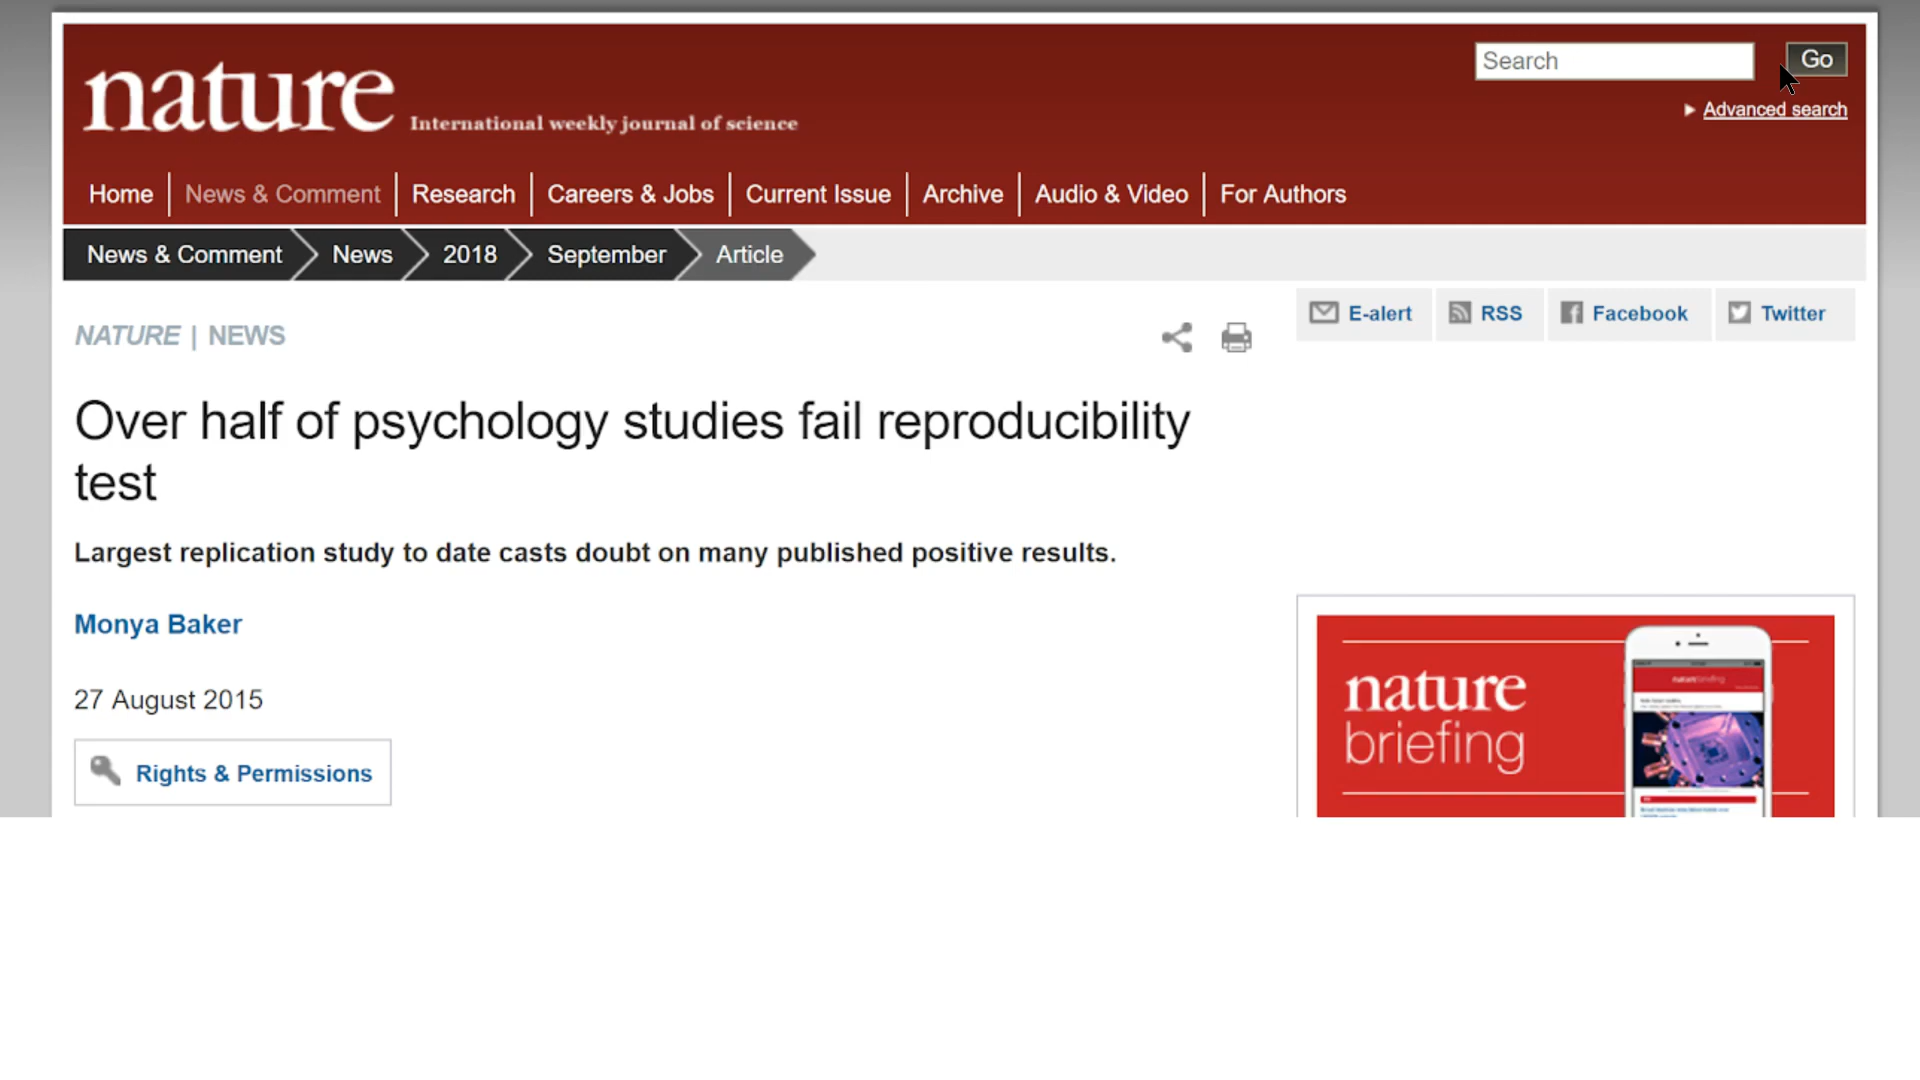 nature International weekly journal of science
Search
Go
Advanced search
Home
News & Comment
Research
Careers & Jobs
Current Issue
Archive
Audio & Video
For Authors
News & Comment
News
2018
September
Article
E-alert
RSS
Facebook
Twitter
NATURE | NEWS
Over half of psychology studies fail reproducibility
test
Largest replication study to date casts doubt on many published positive results.
Monya Baker
27 August 2015
Rights & Permissions
nature
briefing